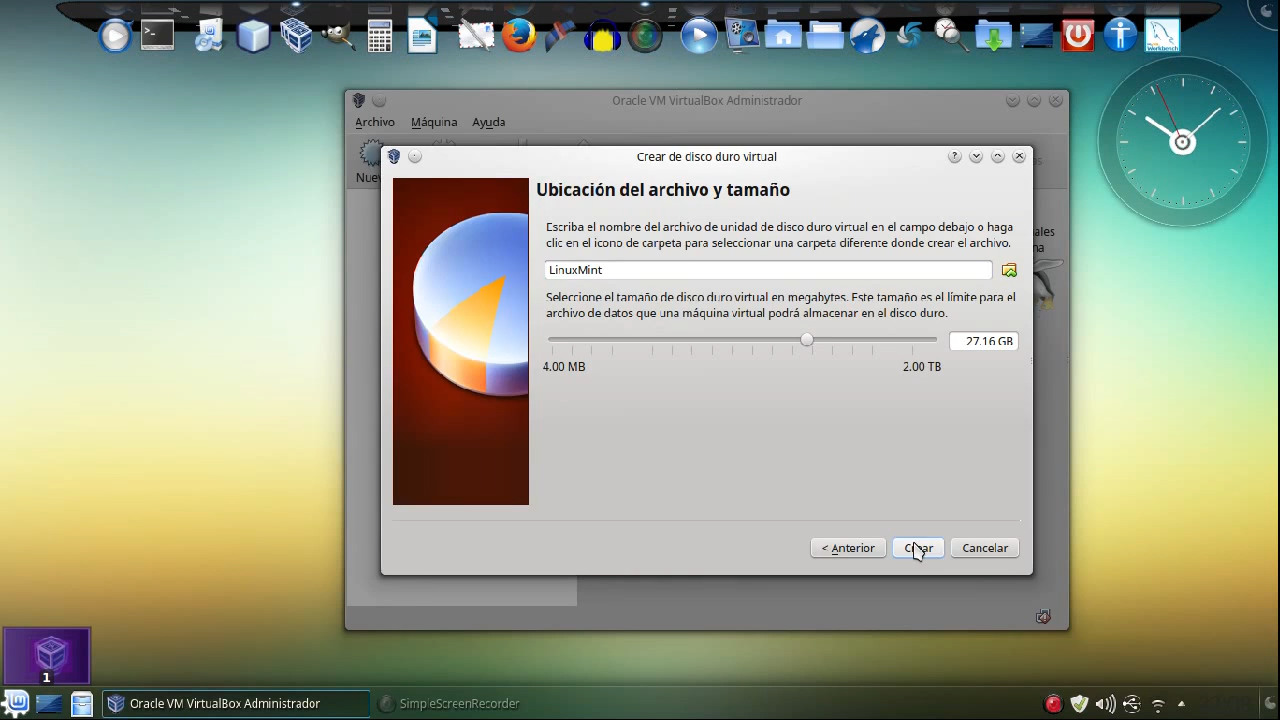 Workbench
Oracle VM VirtualBox Administrador
Archivo Máquina Ayuda
Crear de disco duro virtual
Ubicación del archivo y tamaño
Escriba el nombre del archivo de unidad de disco duro virtual en el campo debajo o haga
clic en el icono de carpeta para seleccionar una carpeta diferente donde crear el archivo.
LinuxMint
Seleccione el tamaño de disco duro virtual en megabytes. Este tamaño es el límite para el
archivo de datos que una máquina virtual podrá almacenar en el disco duro.
27.16 GB
4.00 MB 2.00 TB
< Anterior Crear Cancelar
1
Oracle VM VirtualBox Administrador SimpleScreenRecorder